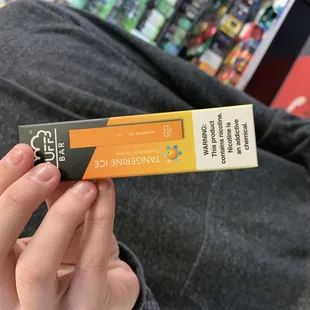 PUFF
BAR
TANGERINE ICE
WARNING:
This product
contains nicotine.
Nicotine is
an addictive
chemical.